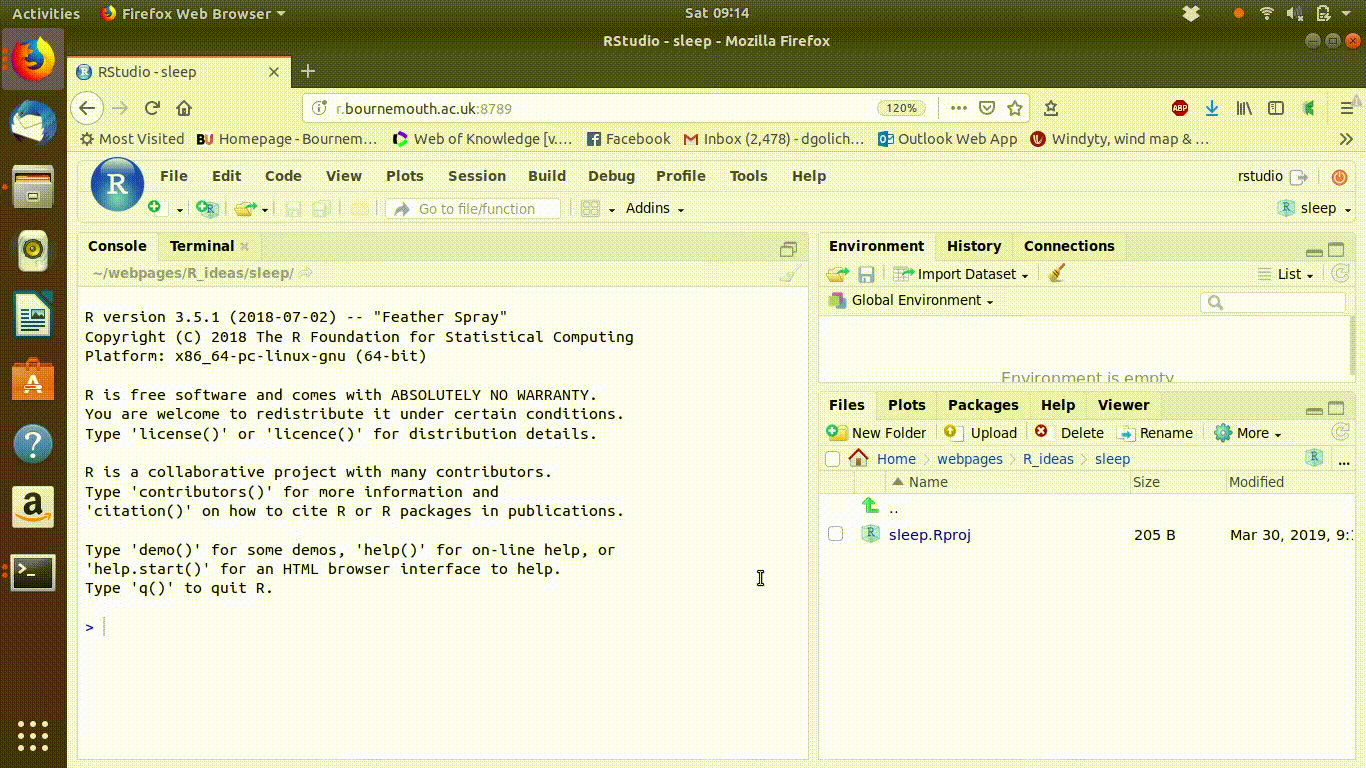 Activities Firefox Web Browser Sat 09:14
RStudio - sleep - Mozilla Firefox
RStudio - sleep
r.bournemouth.ac.uk:8789 120% ABP
Most Visited BU Homepage - Bournem… Web of Knowledge [v.… Facebook Inbox (2,478) - dgolich… Outlook Web App Windyty, wind map & …
R File Edit Code View Plots Session Build Debug Profile Tools Help rstudio
Go to file/function Addins sleep
Console Terminal
~/webpages/R_ideas/sleep/
R version 3.5.1 (2018-07-02) -- "Feather Spray"
Copyright (C) 2018 The R Foundation for Statistical Computing
Platform: x86_64-pc-linux-gnu (64-bit)
R is free software and comes with ABSOLUTELY NO WARRANTY.
You are welcome to redistribute it under certain conditions.
Type 'license()' or 'licence()' for distribution details.
R is a collaborative project with many contributors.
Type 'contributors()' for more information and
'citation()' on how to cite R or R packages in publications.
Type 'demo()' for some demos, 'help()' for on-line help, or
'help.start()' for an HTML browser interface to help.
Type 'q()' to quit R.
>
Environment History Connections
Import Dataset List
Global Environment
Environment is empty
Files Plots Packages Help Viewer
New Folder Upload Delete Rename More
Home webpages R_ideas sleep ...
Name Size Modified
..
sleep.Rproj 205 B Mar 30, 2019, 9: